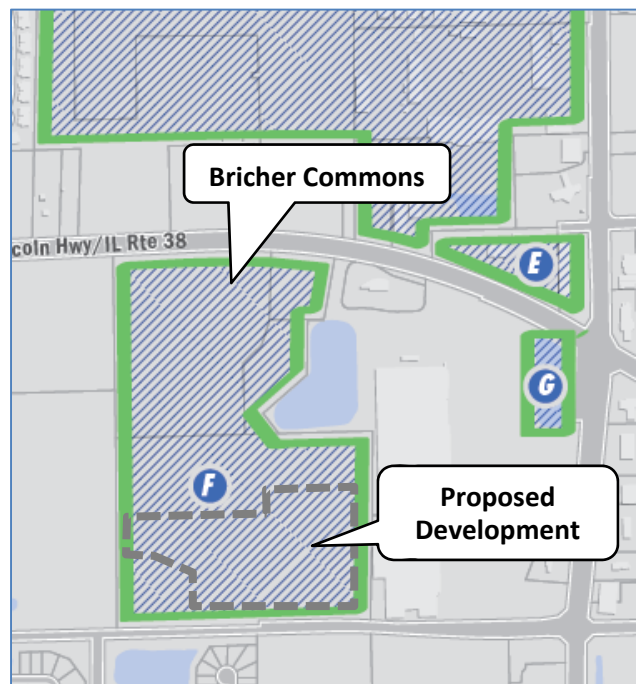 Bricher Commons
coln Hwy/IL Rte 38
E
G
F
Proposed
Development